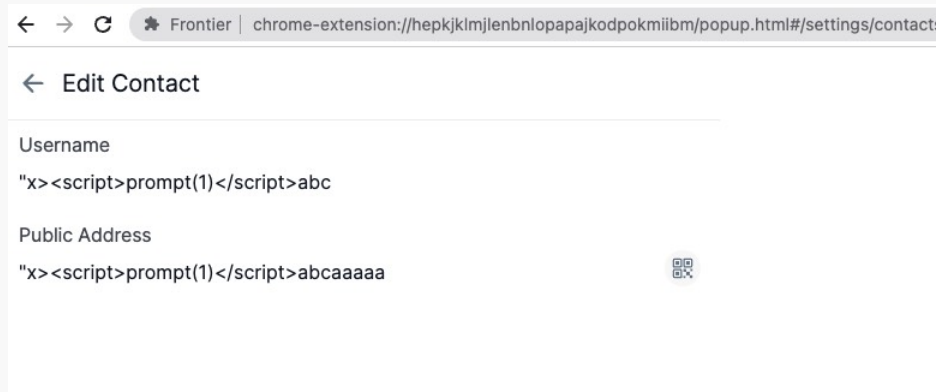 Frontier chrome-extension://hepkjklmjlenbnlopapajkodpokmiibm/popup.html#/settings/contact
Edit Contact
Username
"x><script>prompt(1)</script>abc
Public Address
"x><script>prompt(1)</script>abcaaaaa